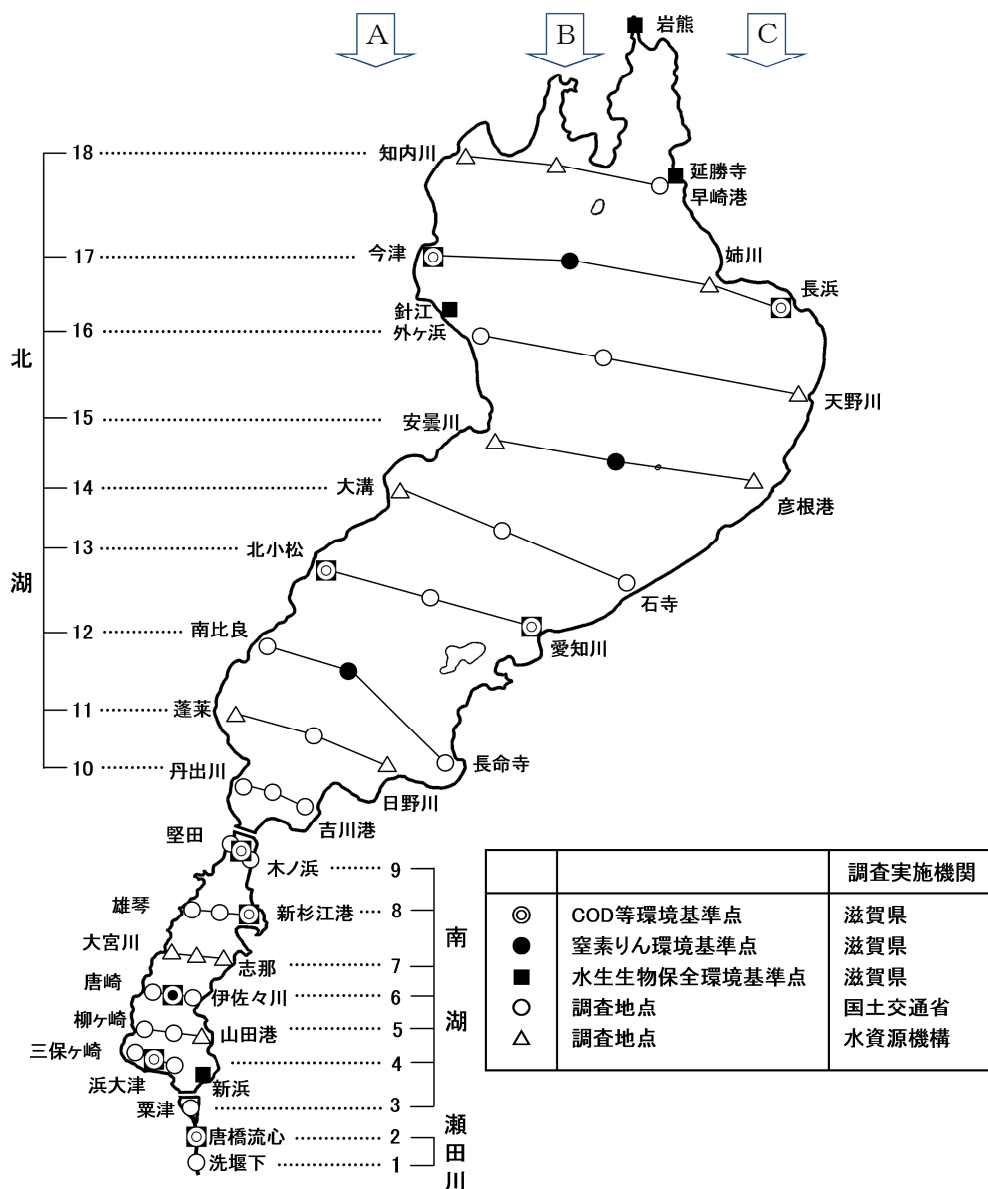 A B C
岩熊
18 知内川
延勝寺
早崎港
17 今津
姉川
長浜
針江
16 外ヶ浜
北
天野川
15 安曇川
14 大溝
彦根港
13 北小松
湖
石寺
12 南比良
愛知川
11 蓬莱
10 丹出川
長命寺
日野川
吉川港
堅田
木ノ浜 9
雄琴
新杉江港 8
大宮川
南
志那 7
唐崎
伊佐々川 6
湖
柳ヶ崎
山田港 5
三保ヶ崎
4
浜大津
新浜
粟津 3
瀬田川
唐橋流心 2
洗堰下 1
調査実施機関
◎ COD等環境基準点 滋賀県
● 窒素りん環境基準点 滋賀県
■ 水生生物保全環境基準点 滋賀県
○ 調査地点 国土交通省
△ 調査地点 水資源機構